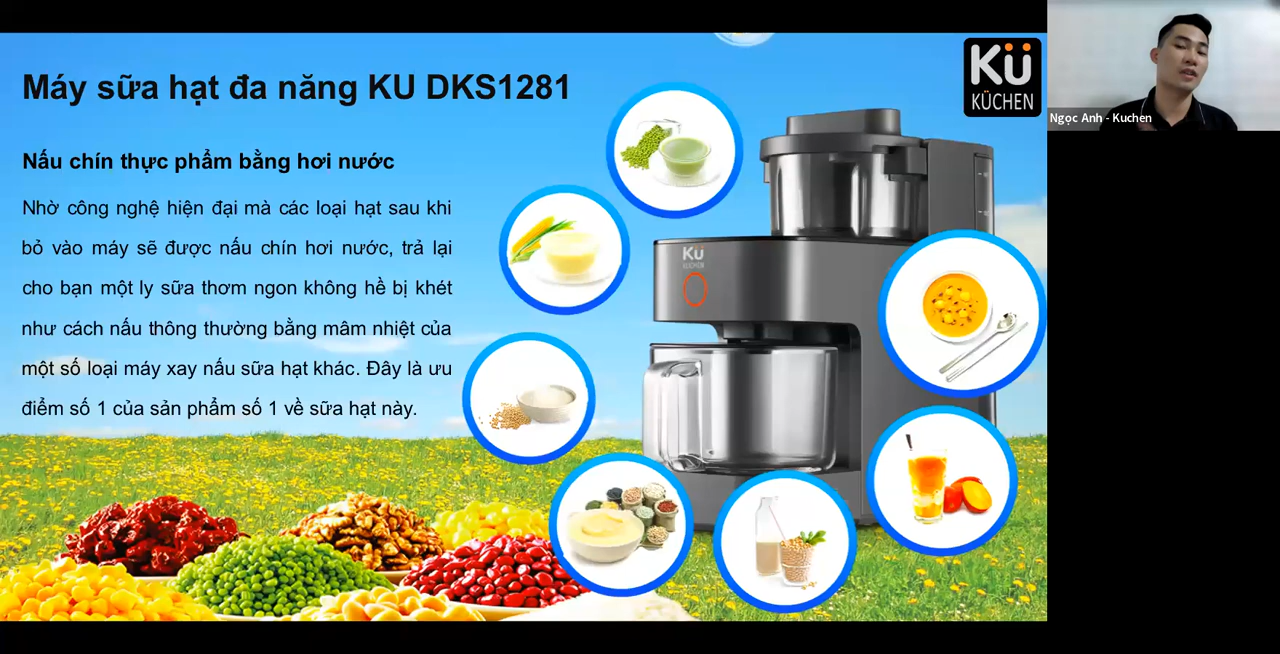 Máy sữa hạt đa năng KU DKS1281
Nấu chín thực phẩm bằng hơi nước
Nhờ công nghệ hiện đại mà các loại hạt sau khi
bỏ vào máy sẽ được nấu chín hơi nước, trả lại
cho bạn một ly sữa thơm ngon không hề bị khét
như cách nấu thông thường bằng mâm nhiệt của
một số loại máy xay nấu sữa hạt khác. Đây là ưu
điểm số 1 của sản phẩm số 1 về sữa hạt này.
KÜ
KUCHEN
KÜ
KÜCHEN
Ngọc Anh - Kuchen